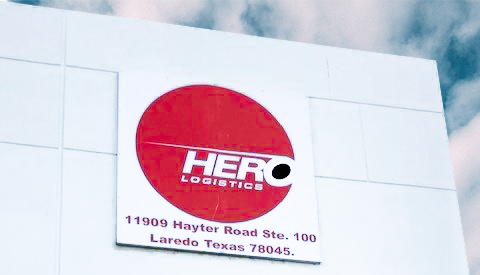 HERO
LOGISTICS
11909 Hayter Road Ste. 100
Laredo Texas 78045.